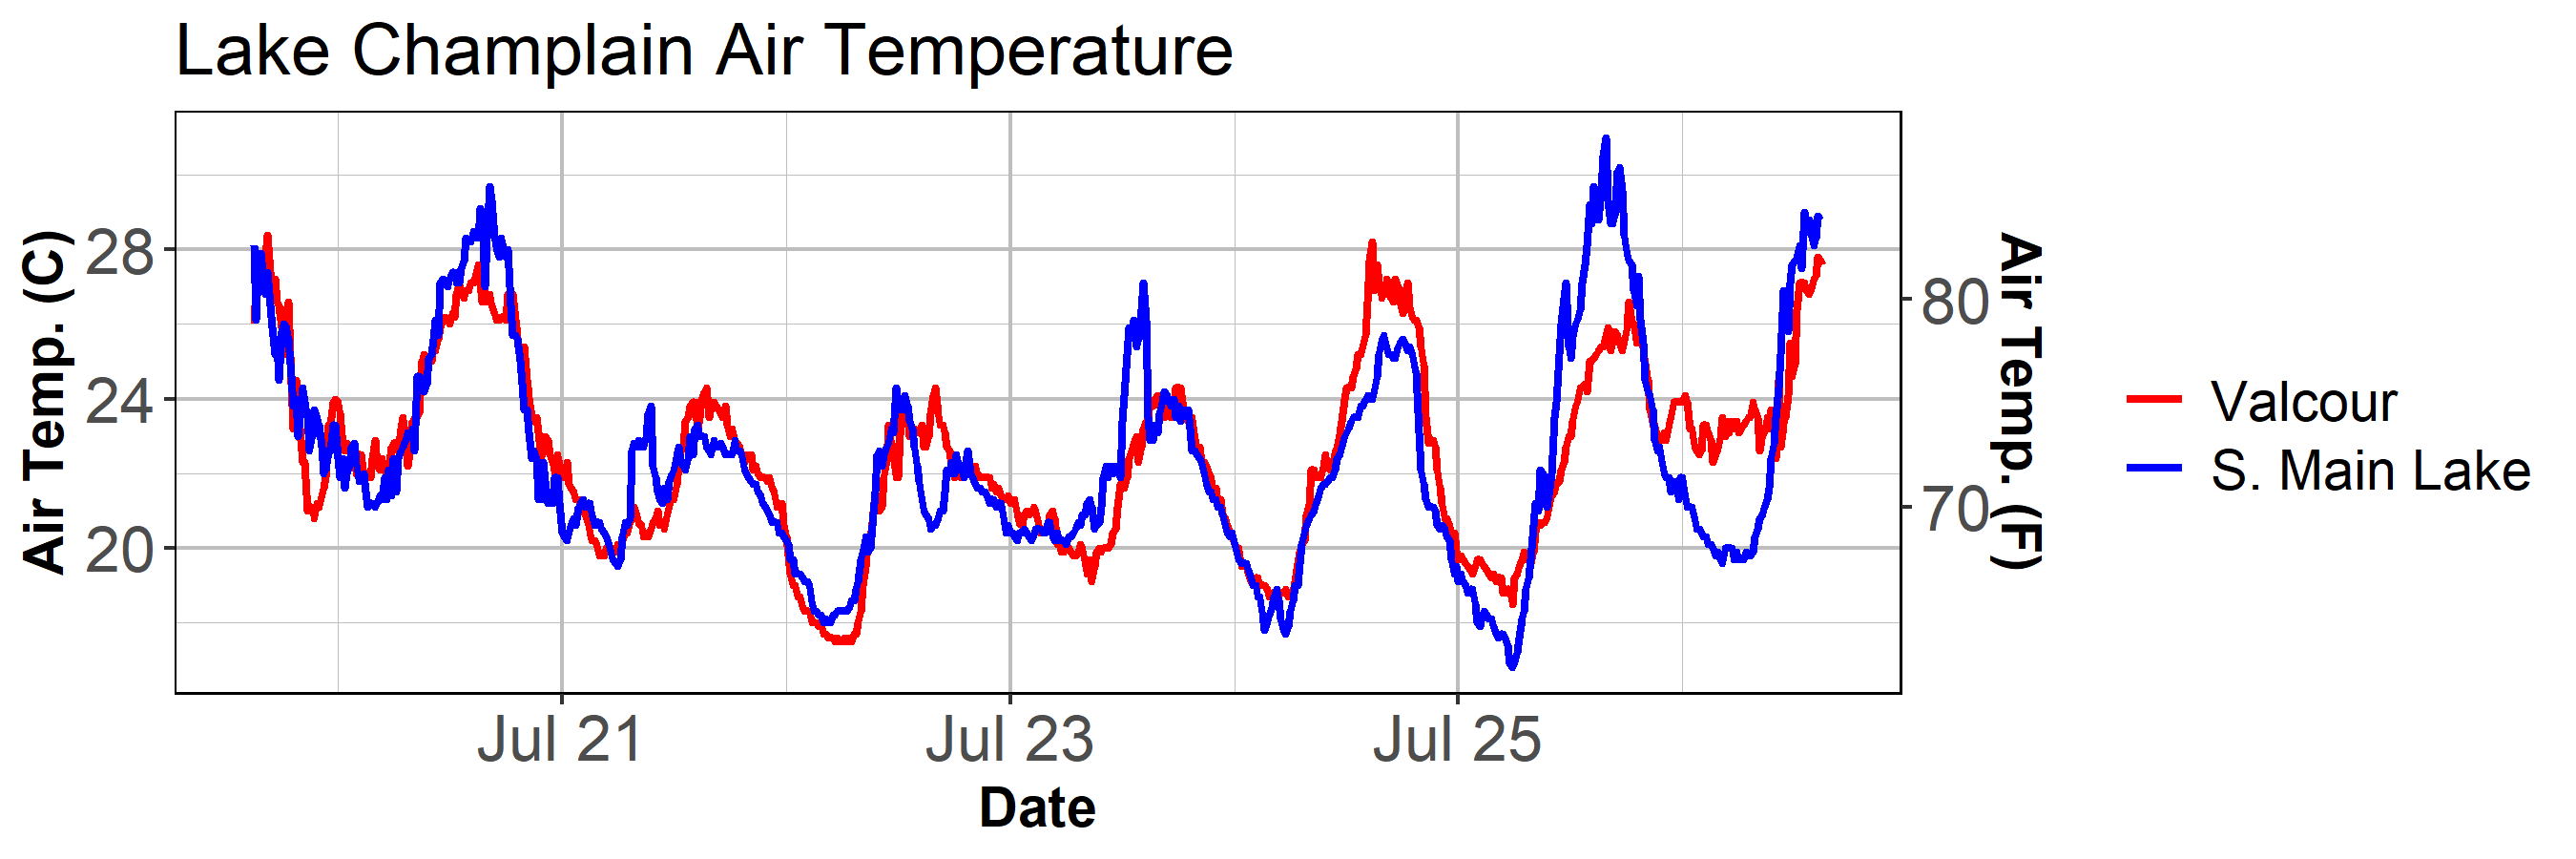 Lake Champlain Air Temperature
Air Temp. (C)
28
24
20
80
70
Air Temp. (F)
Jul 21
Jul 23
Jul 25
Date
Valcour
S. Main Lake